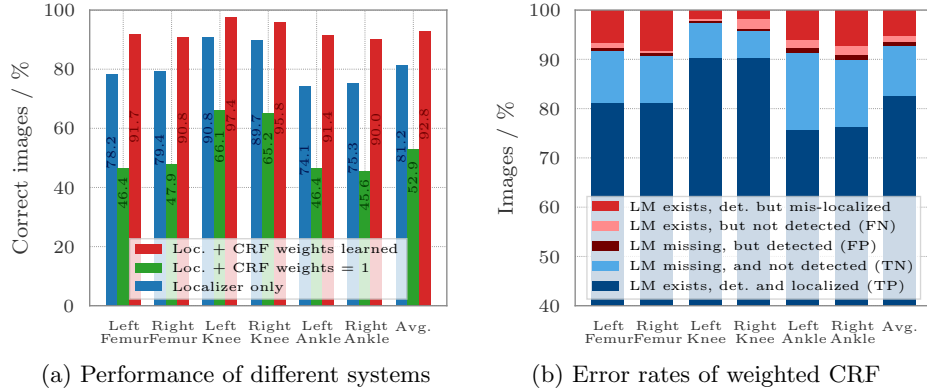 Correct images / %
100
80
60
40
20
0
78.2
46.4
91.7
79.4
47.9
90.8
90.8
66.1
97.4
89.7
65.2
95.8
74.1
46.4
91.4
75.3
45.6
90.0
81.2
52.9
92.8
Loc. + CRF weights learned
Loc. + CRF weights = 1
Localizer only
Left Femur
Right Femur
Left Knee
Right Knee
Left Ankle
Right Ankle
Avg.
(a) Performance of different systems
Images / %
100
90
80
70
60
50
40
LM exists, det. but mis-localized
LM exists, but not detected (FN)
LM missing, but detected (FP)
LM missing, and not detected (TN)
LM exists, det. and localized (TP)
Left Femur
Right Femur
Left Knee
Right Knee
Left Ankle
Right Ankle
Avg.
(b) Error rates of weighted CRF